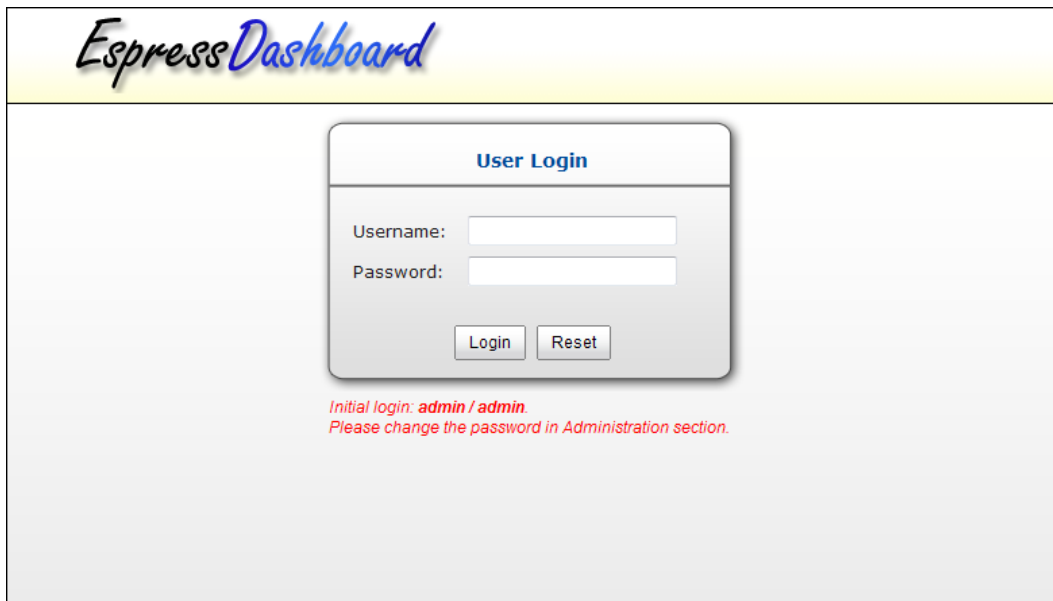 EspressDashboard
User Login
Username:
Password:
Login Reset
Initial login: admin / admin.
Please change the password in Administration section.